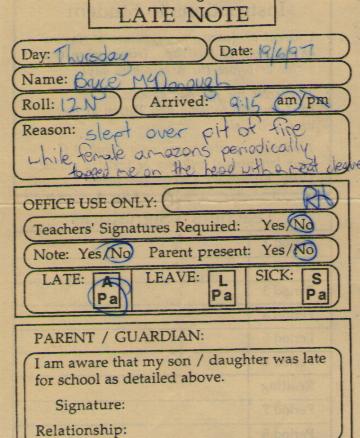 LATE NOTE
Day: Thursday Date: 19/6/97
Name: Bryce McDonough
Roll: 12N Arrived: 9:15 am/pm
Reason: slept over pit of fire
while female amazons periodically
tapped me on the head with a meat cleaver
OFFICE USE ONLY: RH
Teachers' Signatures Required: Yes/No
Note: Yes/No Parent present: Yes/No
LATE: A Pa LEAVE: L Pa SICK: S Pa
PARENT / GUARDIAN:
I am aware that my son / daughter was late
for school as detailed above.
Signature:
Relationship: